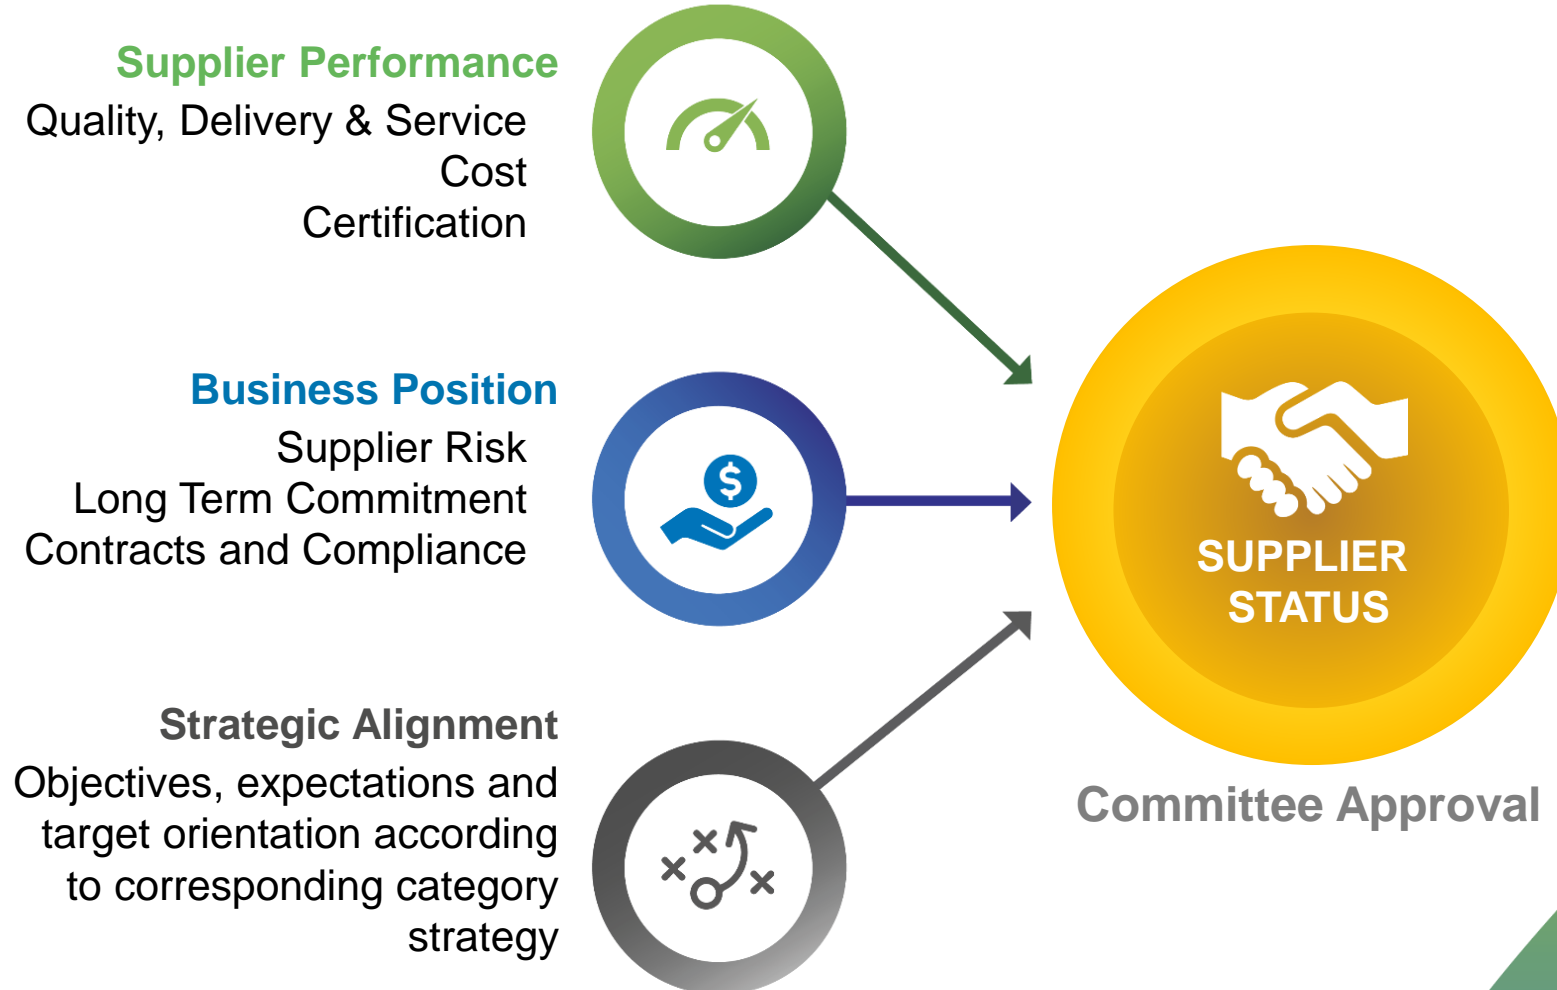 Supplier Performance
Quality, Delivery & Service
Cost
Certification
Business Position
Supplier Risk
Long Term Commitment
Contracts and Compliance
Strategic Alignment
Objectives, expectations and
target orientation according
to corresponding category
strategy
$
SUPPLIER
STATUS
Committee Approval